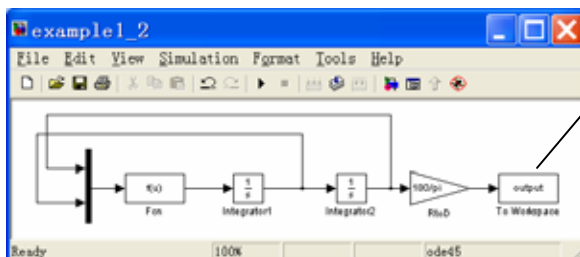 example1_2
File Edit View Simulation Format Tools Help
f(u) 1/s 1/s 180/pi output
Fcn Integrator1 Integrator2 RtoD To Workspace
Ready 100% ode45